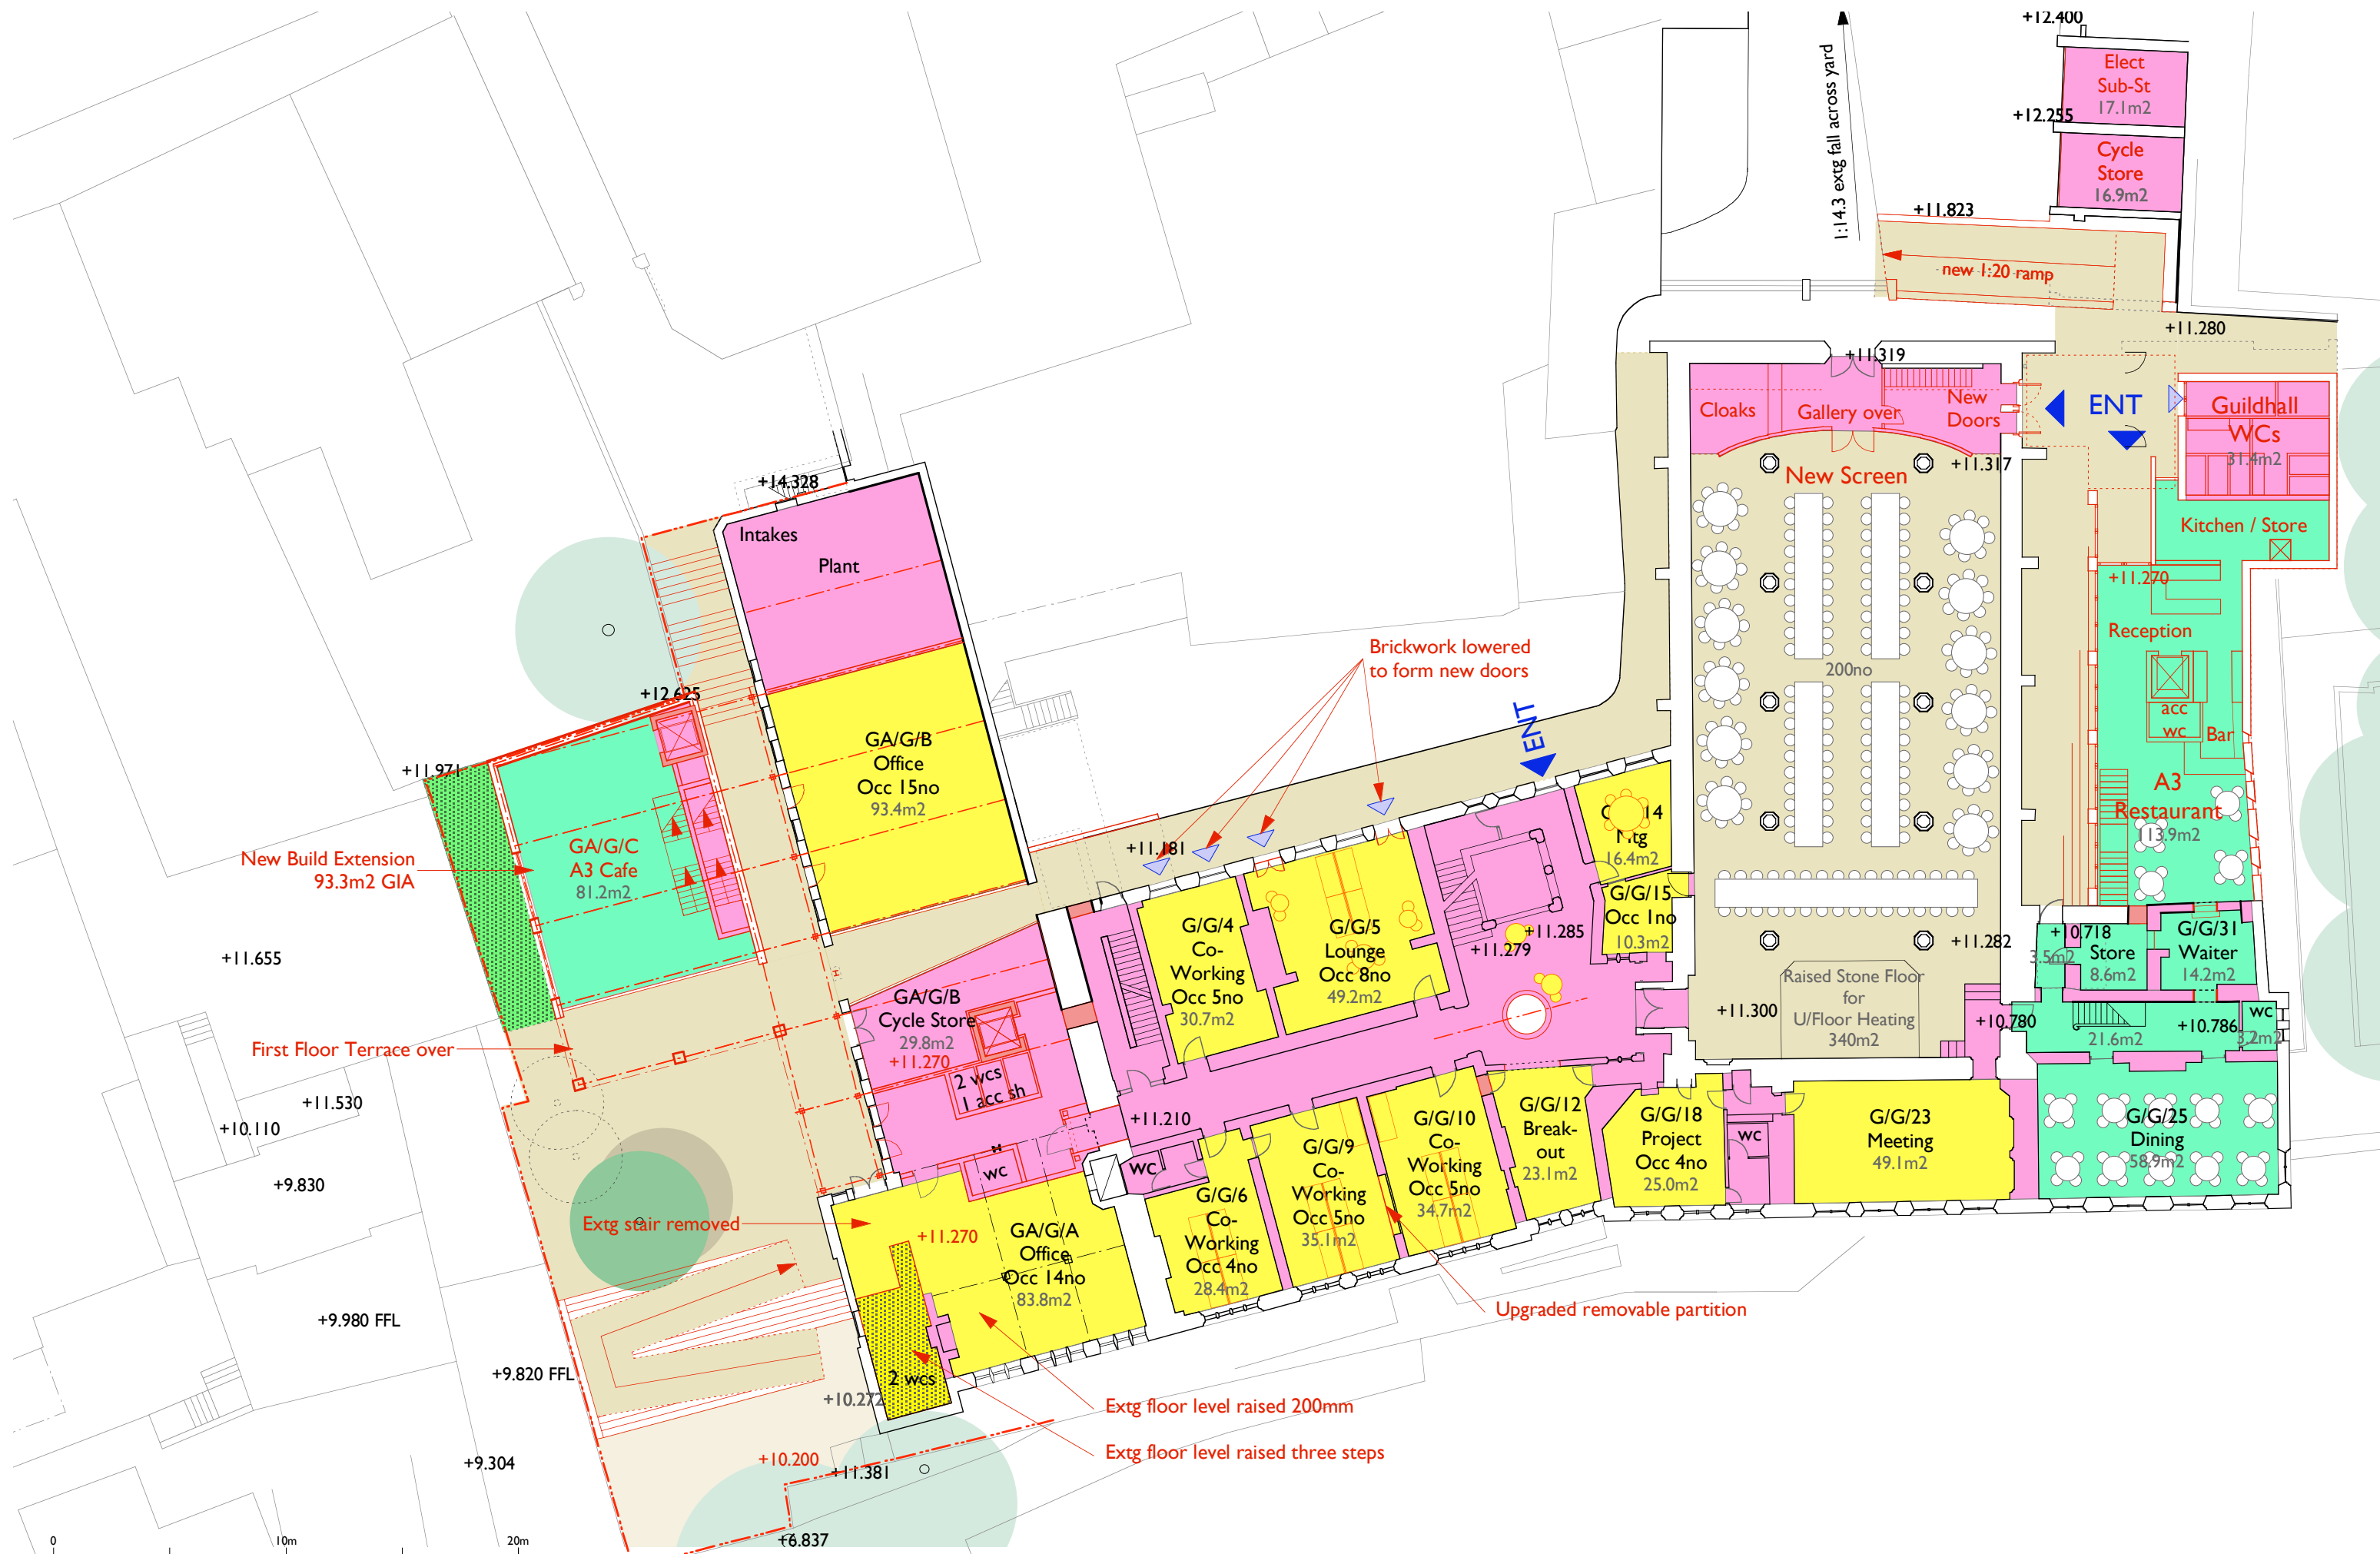 +12.400
Elect
Sub-St
17.1m2
+12.255
Cycle
Store
16.9m2
1:14.3 extg fall across yard
+11.823
new 1:20 ramp
+11.280
+11.319
Cloaks
Gallery over
New
Doors
ENT
Guildhall
WCs
31.4m2
+11.317
New Screen
Kitchen / Store
+11.270
Reception
200no
acc
wc
Bar
A3
Restaurant
113.9m2
+14.328
Intakes
Plant
Brickwork lowered
to form new doors
ENT
+12.625
+11.971
GA/G/B
Office
Occ 15no
93.4m2
New Build Extension
93.3m2 GIA
GA/G/C
A3 Cafe
81.2m2
+11.181
14
16.4m2
G/G/15
Occ 1no
10.3m2
G/G/4
Co-
Working
Occ 5no
30.7m2
G/G/5
Lounge
Occ 8no
49.2m2
+11.285
+11.279
+11.282
+10.718
3.5m2
Store
8.6m2
G/G/31
Waiter
14.2m2
+11.655
Raised Stone Floor
for
U/Floor Heating
340m2
+11.300
+10.780
21.6m2
+10.786
wc
3.2m2
GA/G/B
Cycle Store
29.8m2
+11.270
2 wcs
1 acc sh
First Floor Terrace over
+11.530
+10.110
+11.210
G/G/10
Co-
Working
Occ 5no
34.7m2
G/G/12
Break-
out
23.1m2
G/G/18
Project
Occ 4no
25.0m2
wc
G/G/23
Meeting
49.1m2
G/G/25
Dining
58.9m2
+9.830
wc
wc
G/G/9
Co-
Working
Occ 5no
35.1m2
G/G/6
Co-
Working
Occ 4no
28.4m2
Extg stair removed
+11.270
GA/G/A
Office
Occ 14no
83.8m2
+9.980 FFL
Upgraded removable partition
+9.820 FFL
2 wcs
+10.272
Extg floor level raised 200mm
Extg floor level raised three steps
+9.304
+10.200
+11.381
+6.837
0
10m
20m